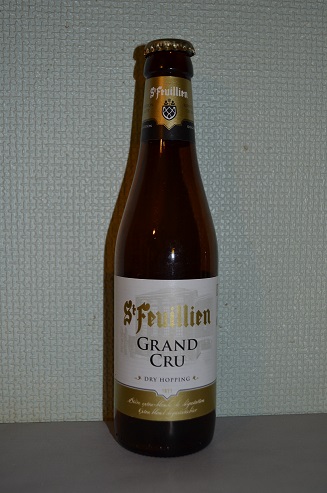 St Feuillien
St Feuillien
GRAND
CRU
DRY HOPPING